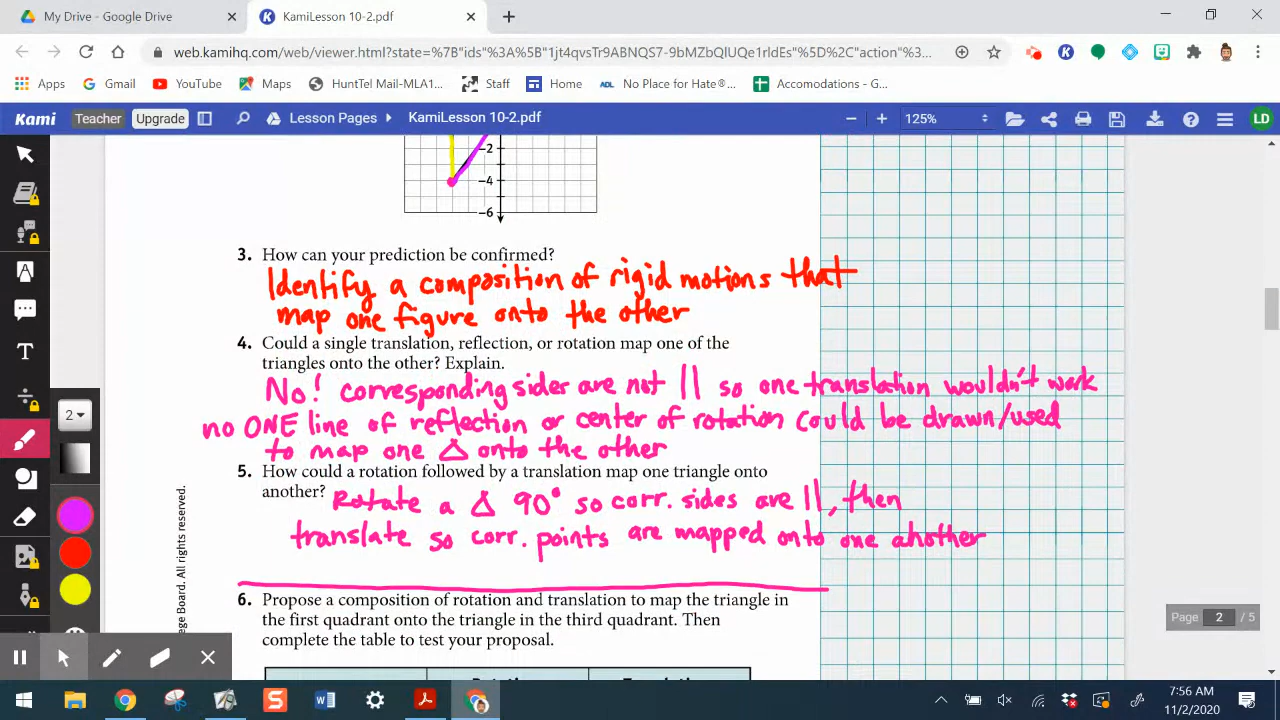 My Drive - Google Drive
KamiLesson 10-2.pdf
web.kamihq.com/web/viewer.html?state=%7B"ids"%3A%5B"1jt4qvsTr9ABNQS7-9bMZbQlUQe1rIdEs"%5D%2C"action"%3...
Apps
Gmail
YouTube
Maps
HuntTel Mail-MLA1...
Staff
Home
No Place for Hate®...
Accomodations - G...
Kami
Teacher
Upgrade
Lesson Pages
KamiLesson 10-2.pdf
125%
LD
-2
-4
-6
3. How can your prediction be confirmed?
Identify a composition of rigid motions that
map one figure onto the other
4. Could a single translation, reflection, or rotation map one of the
triangles onto the other? Explain.
No! corresponding sides are not || so one translation wouldn't work
no ONE line of reflection or center of rotation could be drawn/used
to map one △ onto the other
5. How could a rotation followed by a translation map one triangle onto
another?
Rotate a △ 90° so corr. sides are ||, then
translate so corr. points are mapped onto one another
ege Board. All rights reserved.
6. Propose a composition of rotation and translation to map the triangle in
the first quadrant onto the triangle in the third quadrant. Then
complete the table to test your proposal.
2
Page 2 / 5
7:56 AM
11/2/2020